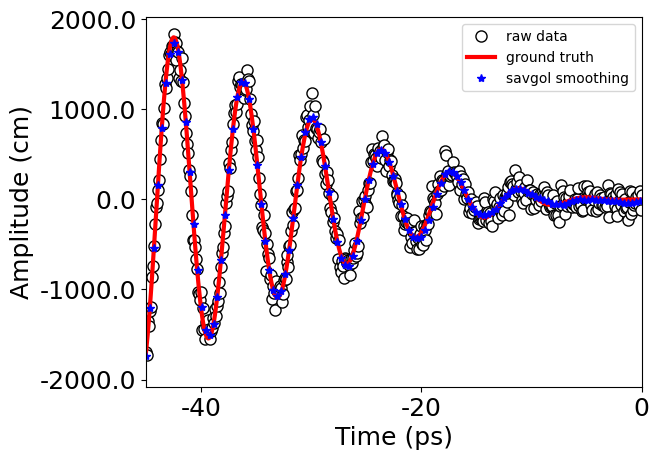 2000.0
1000.0
0.0
-1000.0
-2000.0
Amplitude (cm)
raw data
ground truth
savgol smoothing
-40
-20
0
Time (ps)